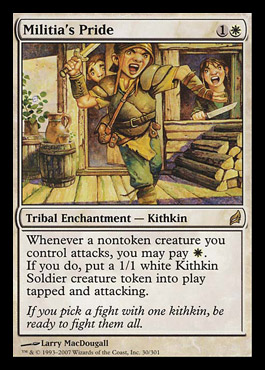 Militia's Pride 1
Tribal Enchantment — Kithkin
Whenever a nontoken creature you
control attacks, you may pay .
If you do, put a 1/1 white Kithkin
Soldier creature token into play
tapped and attacking.
If you pick a fight with one kithkin, be
ready to fight them all.
Larry MacDougall
™ & © 1993-2007 Wizards of the Coast, Inc. 30/301